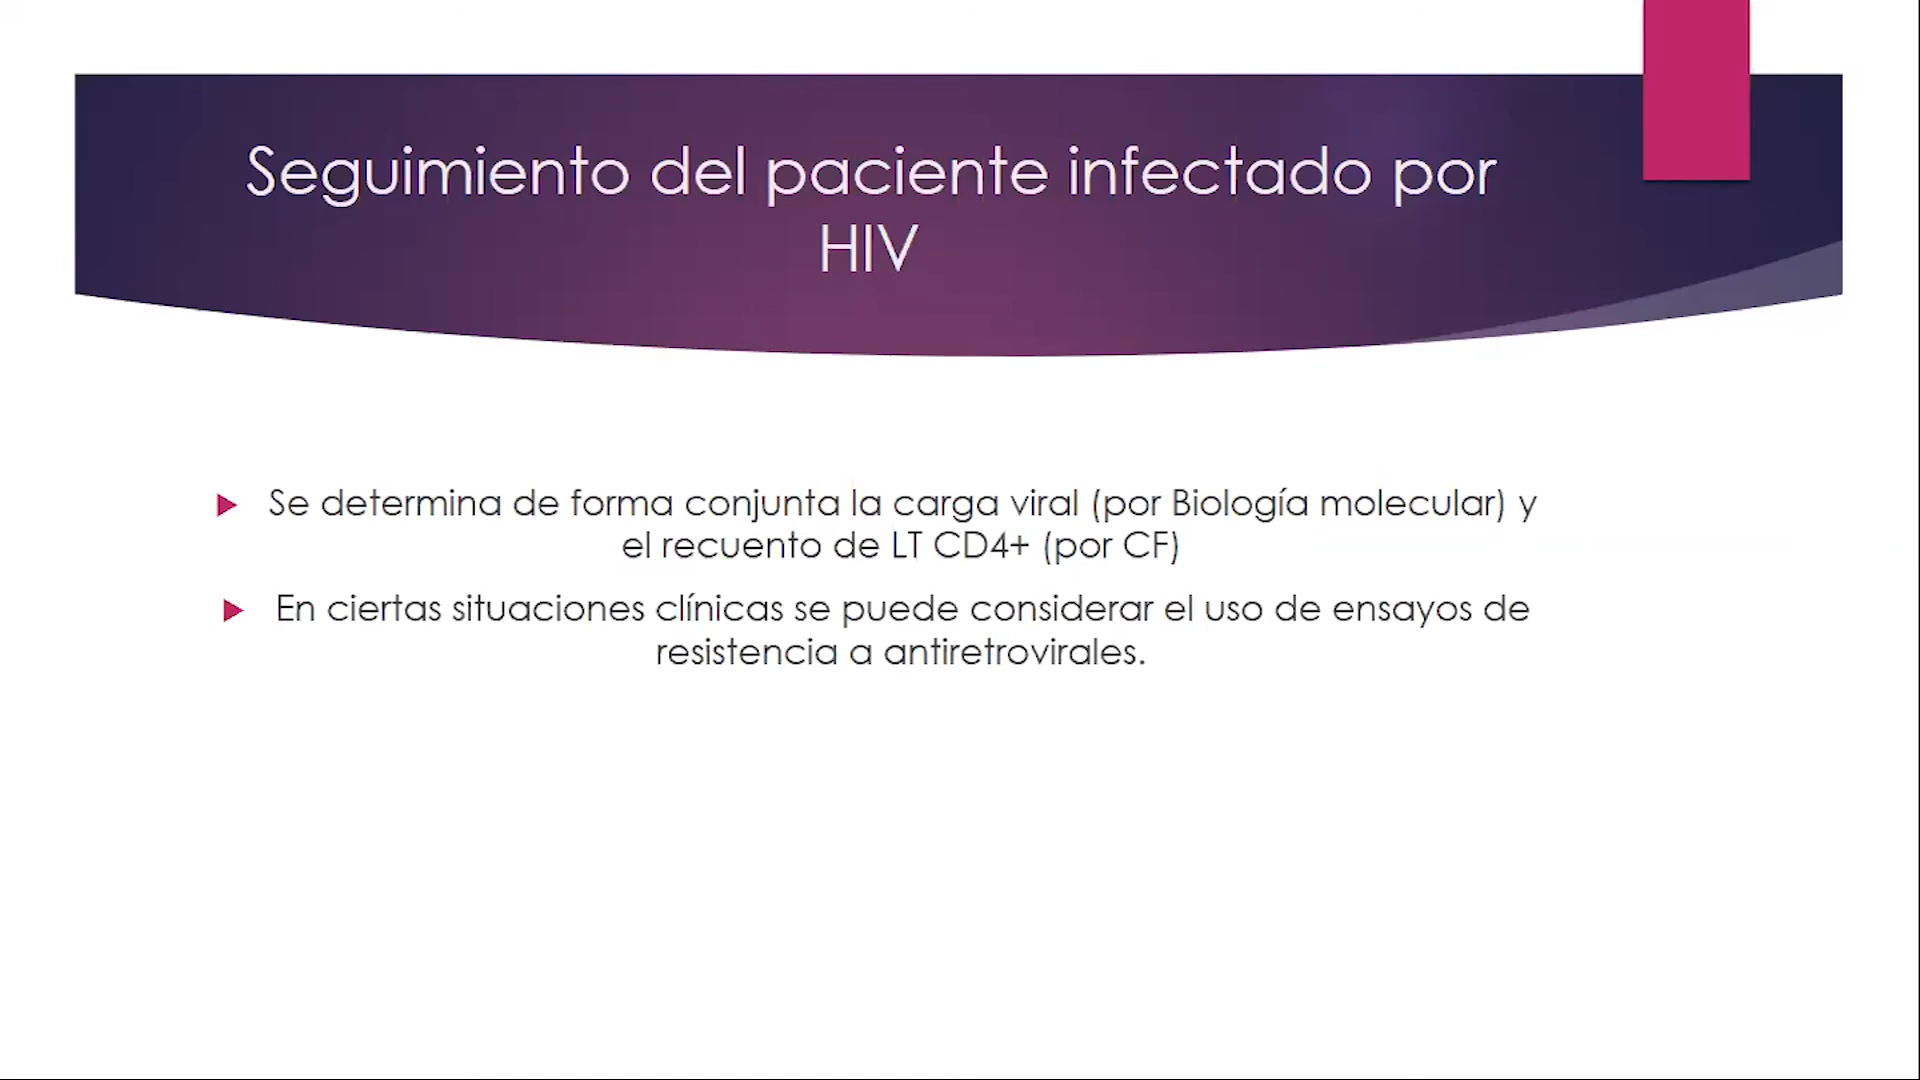 Seguimiento del paciente infectado por
HIV
Se determina de forma conjunta la carga viral (por Biología molecular) y
el recuento de LT CD4+ (por CF)
En ciertas situaciones clínicas se puede considerar el uso de ensayos de
resistencia a antiretrovirales.